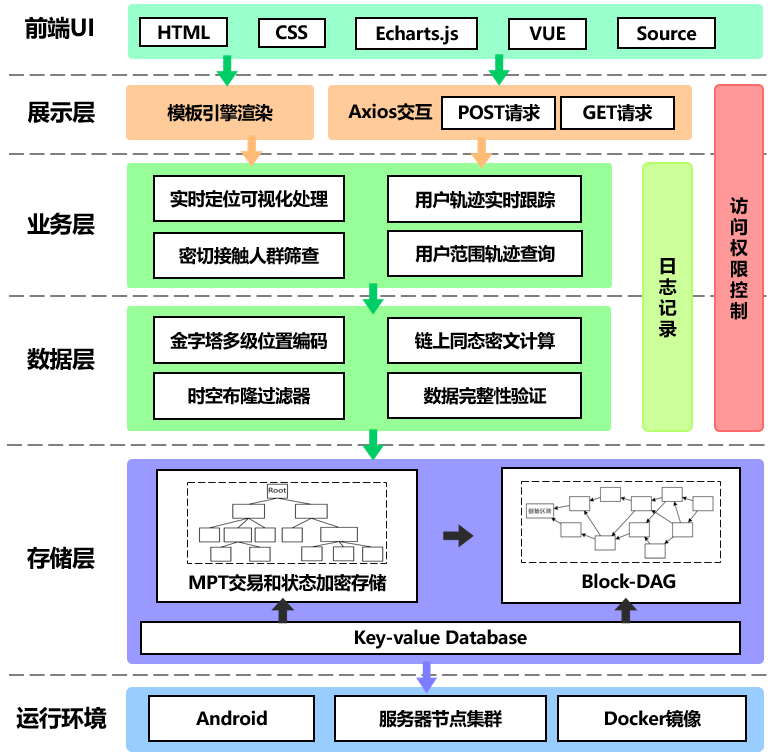 前端UI
HTML
CSS
Echarts.js
VUE
Source
展示层
模板引擎渲染
Axios交互
POST请求
GET请求
业务层
实时定位可视化处理
用户轨迹实时跟踪
密切接触人群筛查
用户范围轨迹查询
日志记录
访问权限控制
数据层
金字塔多级位置编码
链上同态密文计算
时空布隆过滤器
数据完整性验证
存储层
Root
创始区块
MPT交易和状态加密存储
Block-DAG
Key-value Database
运行环境
Android
服务器节点集群
Docker镜像